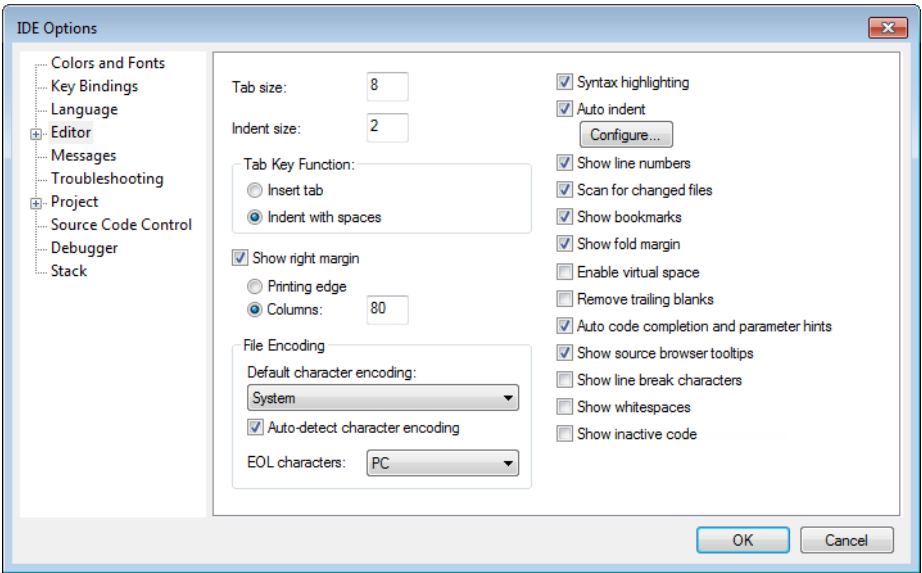 IDE Options
Colors and Fonts
Key Bindings
Language
Editor
Messages
Troubleshooting
Project
Source Code Control
Debugger
Stack
Tab size: 8
Indent size: 2
Tab Key Function:
Insert tab
Indent with spaces
Show right margin
Printing edge
Columns: 80
File Encoding
Default character encoding:
System
Auto-detect character encoding
EOL characters: PC
Syntax highlighting
Auto indent
Configure...
Show line numbers
Scan for changed files
Show bookmarks
Show fold margin
Enable virtual space
Remove trailing blanks
Auto code completion and parameter hints
Show source browser tooltips
Show line break characters
Show whitespaces
Show inactive code
OK
Cancel